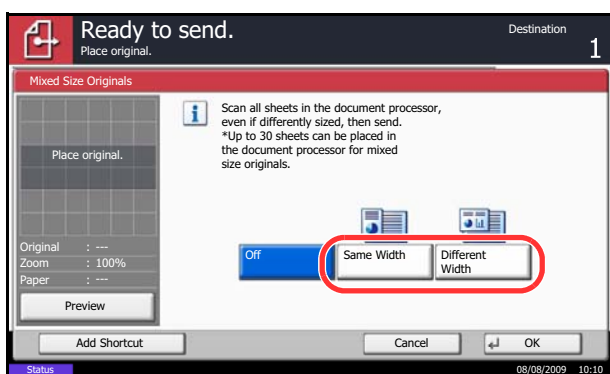 Ready to send.
Destination
Place original.
1
Mixed Size Originals
Scan all sheets in the document processor,
even if differently sized, then send.
*Up to 30 sheets can be placed in
the document processor for mixed
size originals.
Place original.
Original : ---
Zoom : 100%
Paper : ---
Off
Same Width
Different
Width
Preview
Add Shortcut
Cancel
OK
Status
08/08/2009 10:10